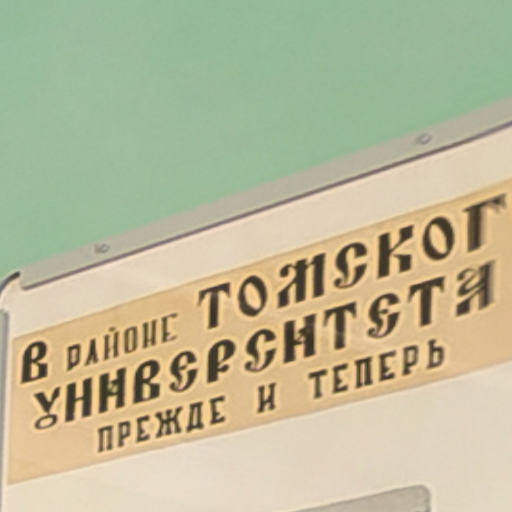 В РАЙОНЕ ТОМСКОГ
УНИВЕРСИТЕТА
ПРЕЖДЕ И ТЕПЕРЬ